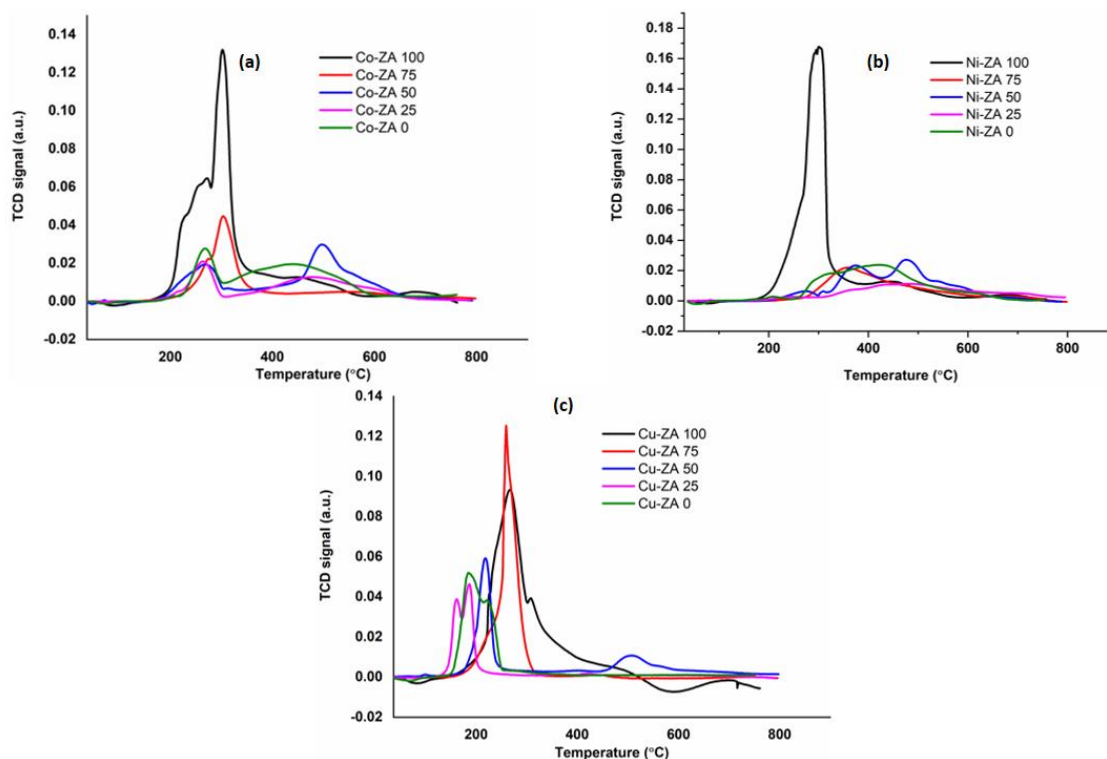 (a)
0.14
0.12
0.10
0.08
0.06
0.04
0.02
0.00
-0.02
TCD signal (a.u.)
Co-ZA 100
Co-ZA 75
Co-ZA 50
Co-ZA 25
Co-ZA 0
200 400 600 800
Temperature (°C)
(b)
0.18
0.16
0.14
0.12
0.10
0.08
0.06
0.04
0.02
0.00
-0.02
TCD signal (a.u.)
Ni-ZA 100
Ni-ZA 75
Ni-ZA 50
Ni-ZA 25
Ni-ZA 0
200 400 600 800
Temperature (°C)
(c)
0.14
0.12
0.10
0.08
0.06
0.04
0.02
0.00
-0.02
TCD signal (a.u.)
Cu-ZA 100
Cu-ZA 75
Cu-ZA 50
Cu-ZA 25
Cu-ZA 0
200 400 600 800
Temperature (°C)